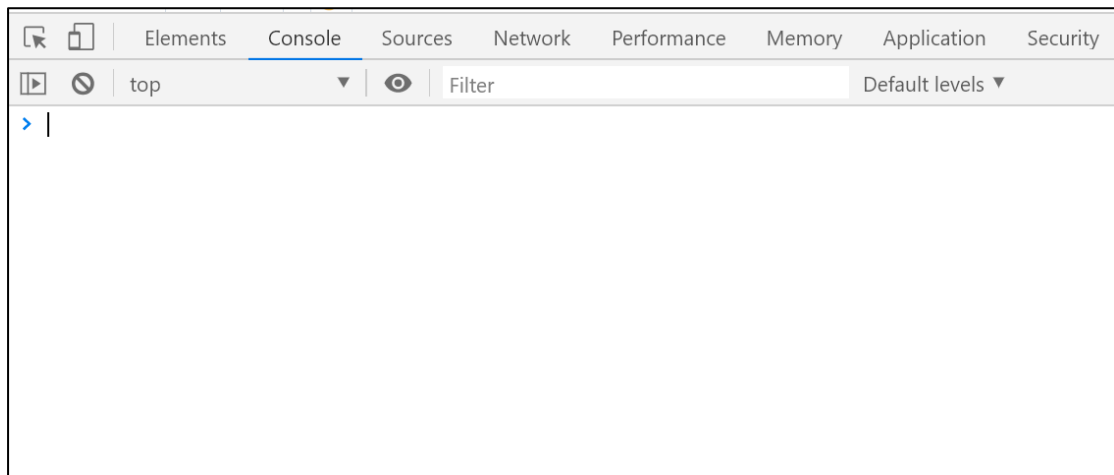 Elements Console Sources Network Performance Memory Application Security
top Filter Default levels